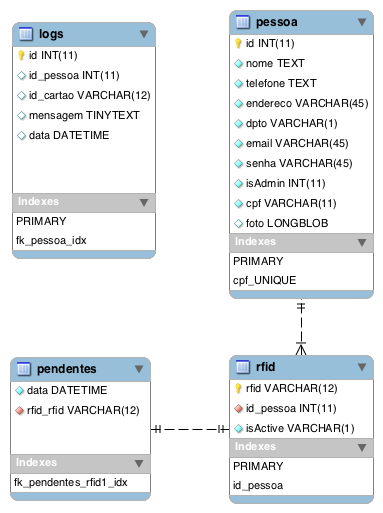 logs
id INT(11)
id_pessoa INT(11)
id_cartao VARCHAR(12)
mensagem TINYTEXT
data DATETIME
Indexes
PRIMARY
fk_pessoa_idx
pessoa
id INT(11)
nome TEXT
telefone TEXT
endereco VARCHAR(45)
dpto VARCHAR(1)
email VARCHAR(45)
senha VARCHAR(45)
isAdmin INT(11)
cpf VARCHAR(11)
foto LONGBLOB
Indexes
PRIMARY
cpf_UNIQUE
pendentes
data DATETIME
rfid_rfid VARCHAR(12)
Indexes
fk_pendentes_rfid1_idx
rfid
rfid VARCHAR(12)
id_pessoa INT(11)
isActive VARCHAR(1)
Indexes
PRIMARY
id_pessoa